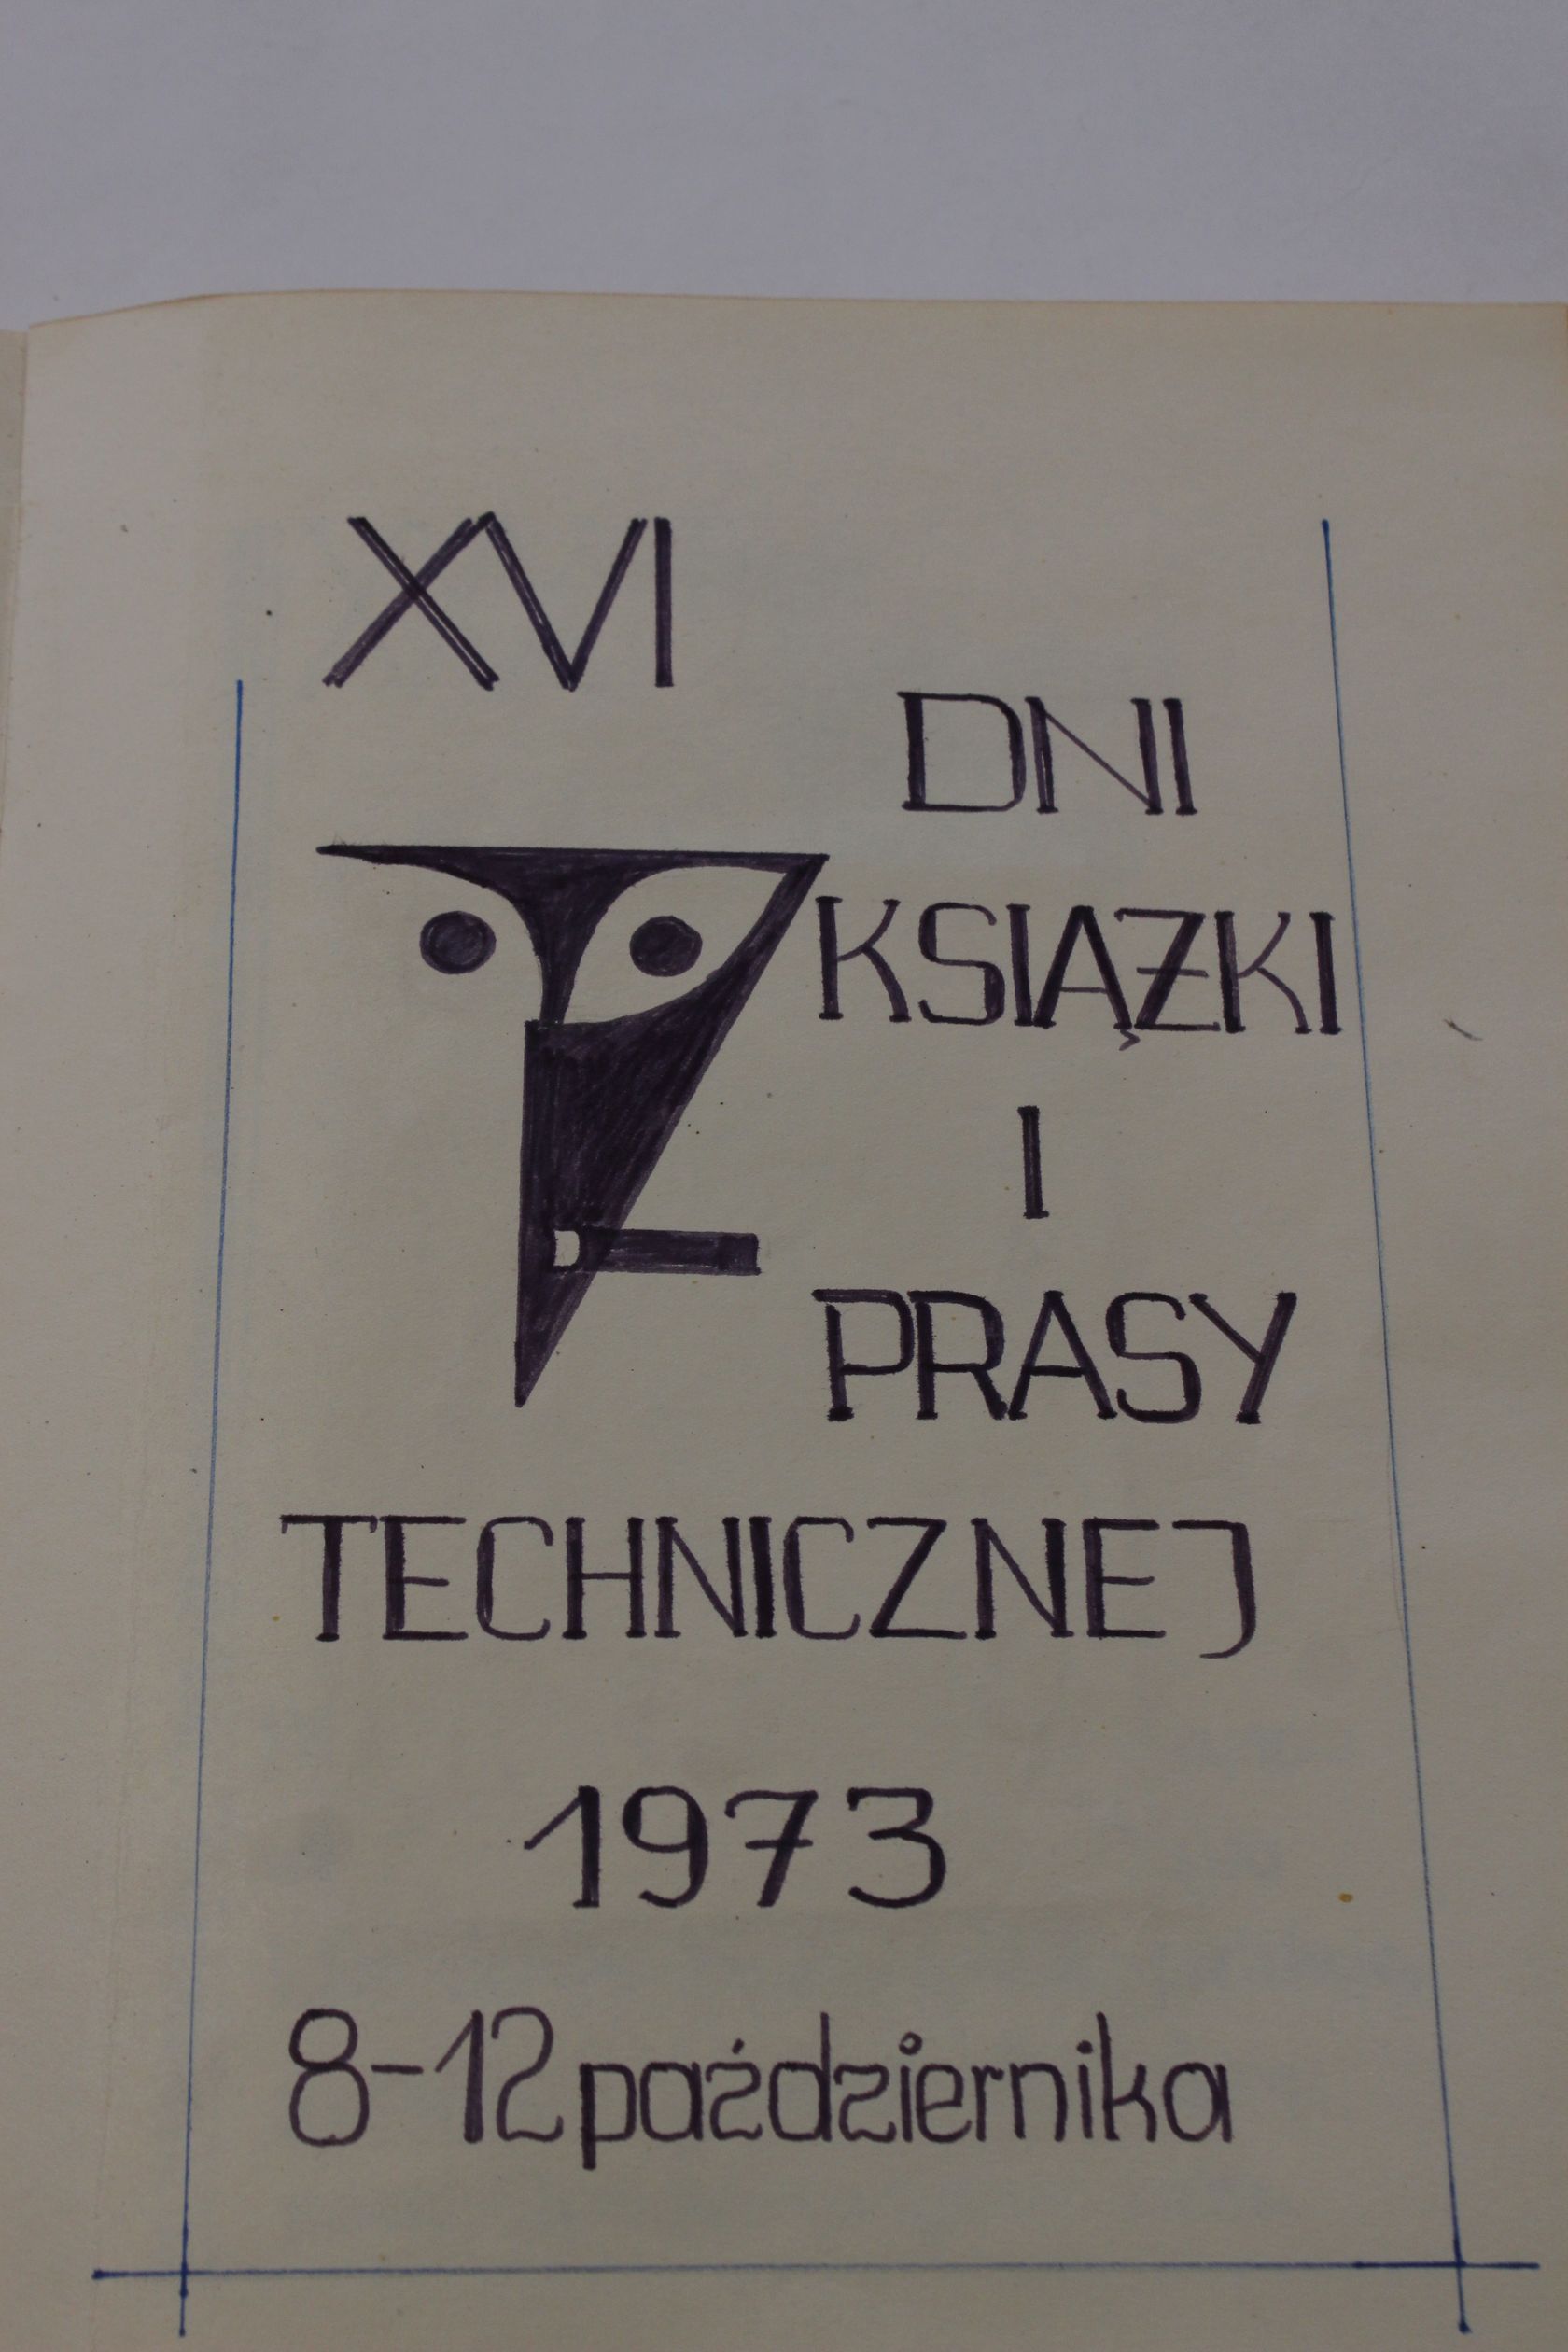 XVI
DNI
KSIĄŻKI
I
PRASY
TECHNICZNEJ
1973
8-12 października